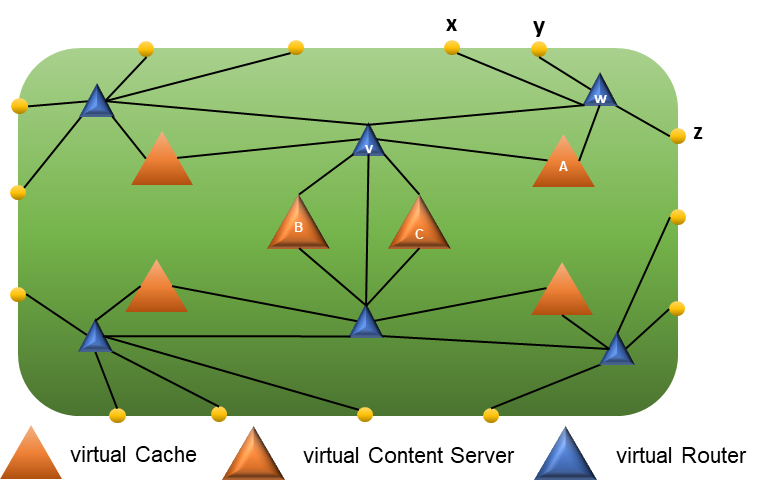 x y
w
z
v
A
B
C
virtual Cache virtual Content Server virtual Router